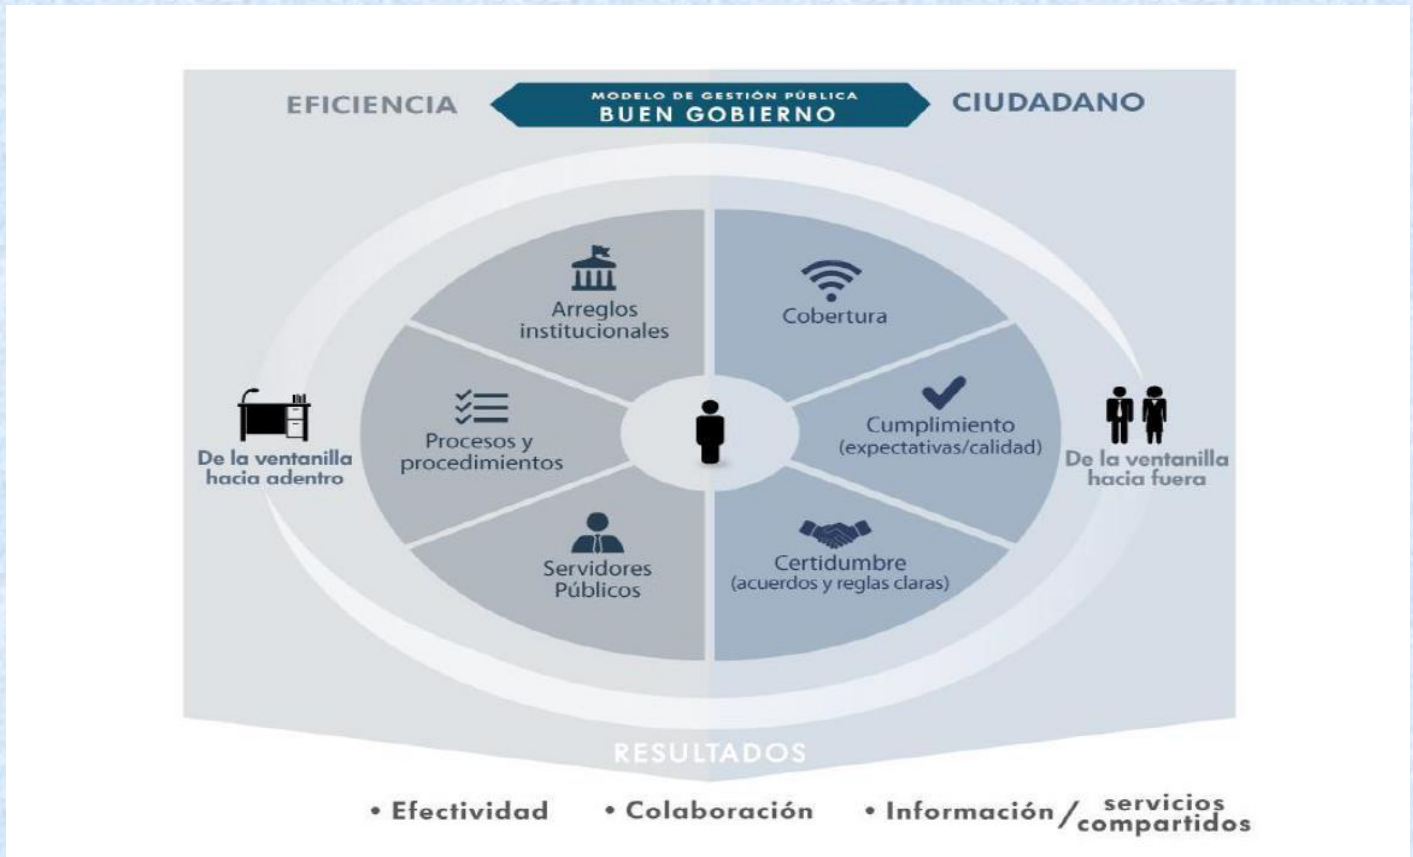 EFICIENCIA
MODELO DE GESTIÓN PÚBLICA
BUEN GOBIERNO
CIUDADANO
Arreglos
institucionales
Cobertura
Procesos y
procedimientos
Cumplimiento
(expectativas/calidad)
De la ventanilla
hacia adentro
De la ventanilla
hacia fuera
Servidores
Públicos
Certidumbre
(acuerdos y reglas claras)
RESULTADOS
• Efectividad
• Colaboración
• Información / servicios
compartidos